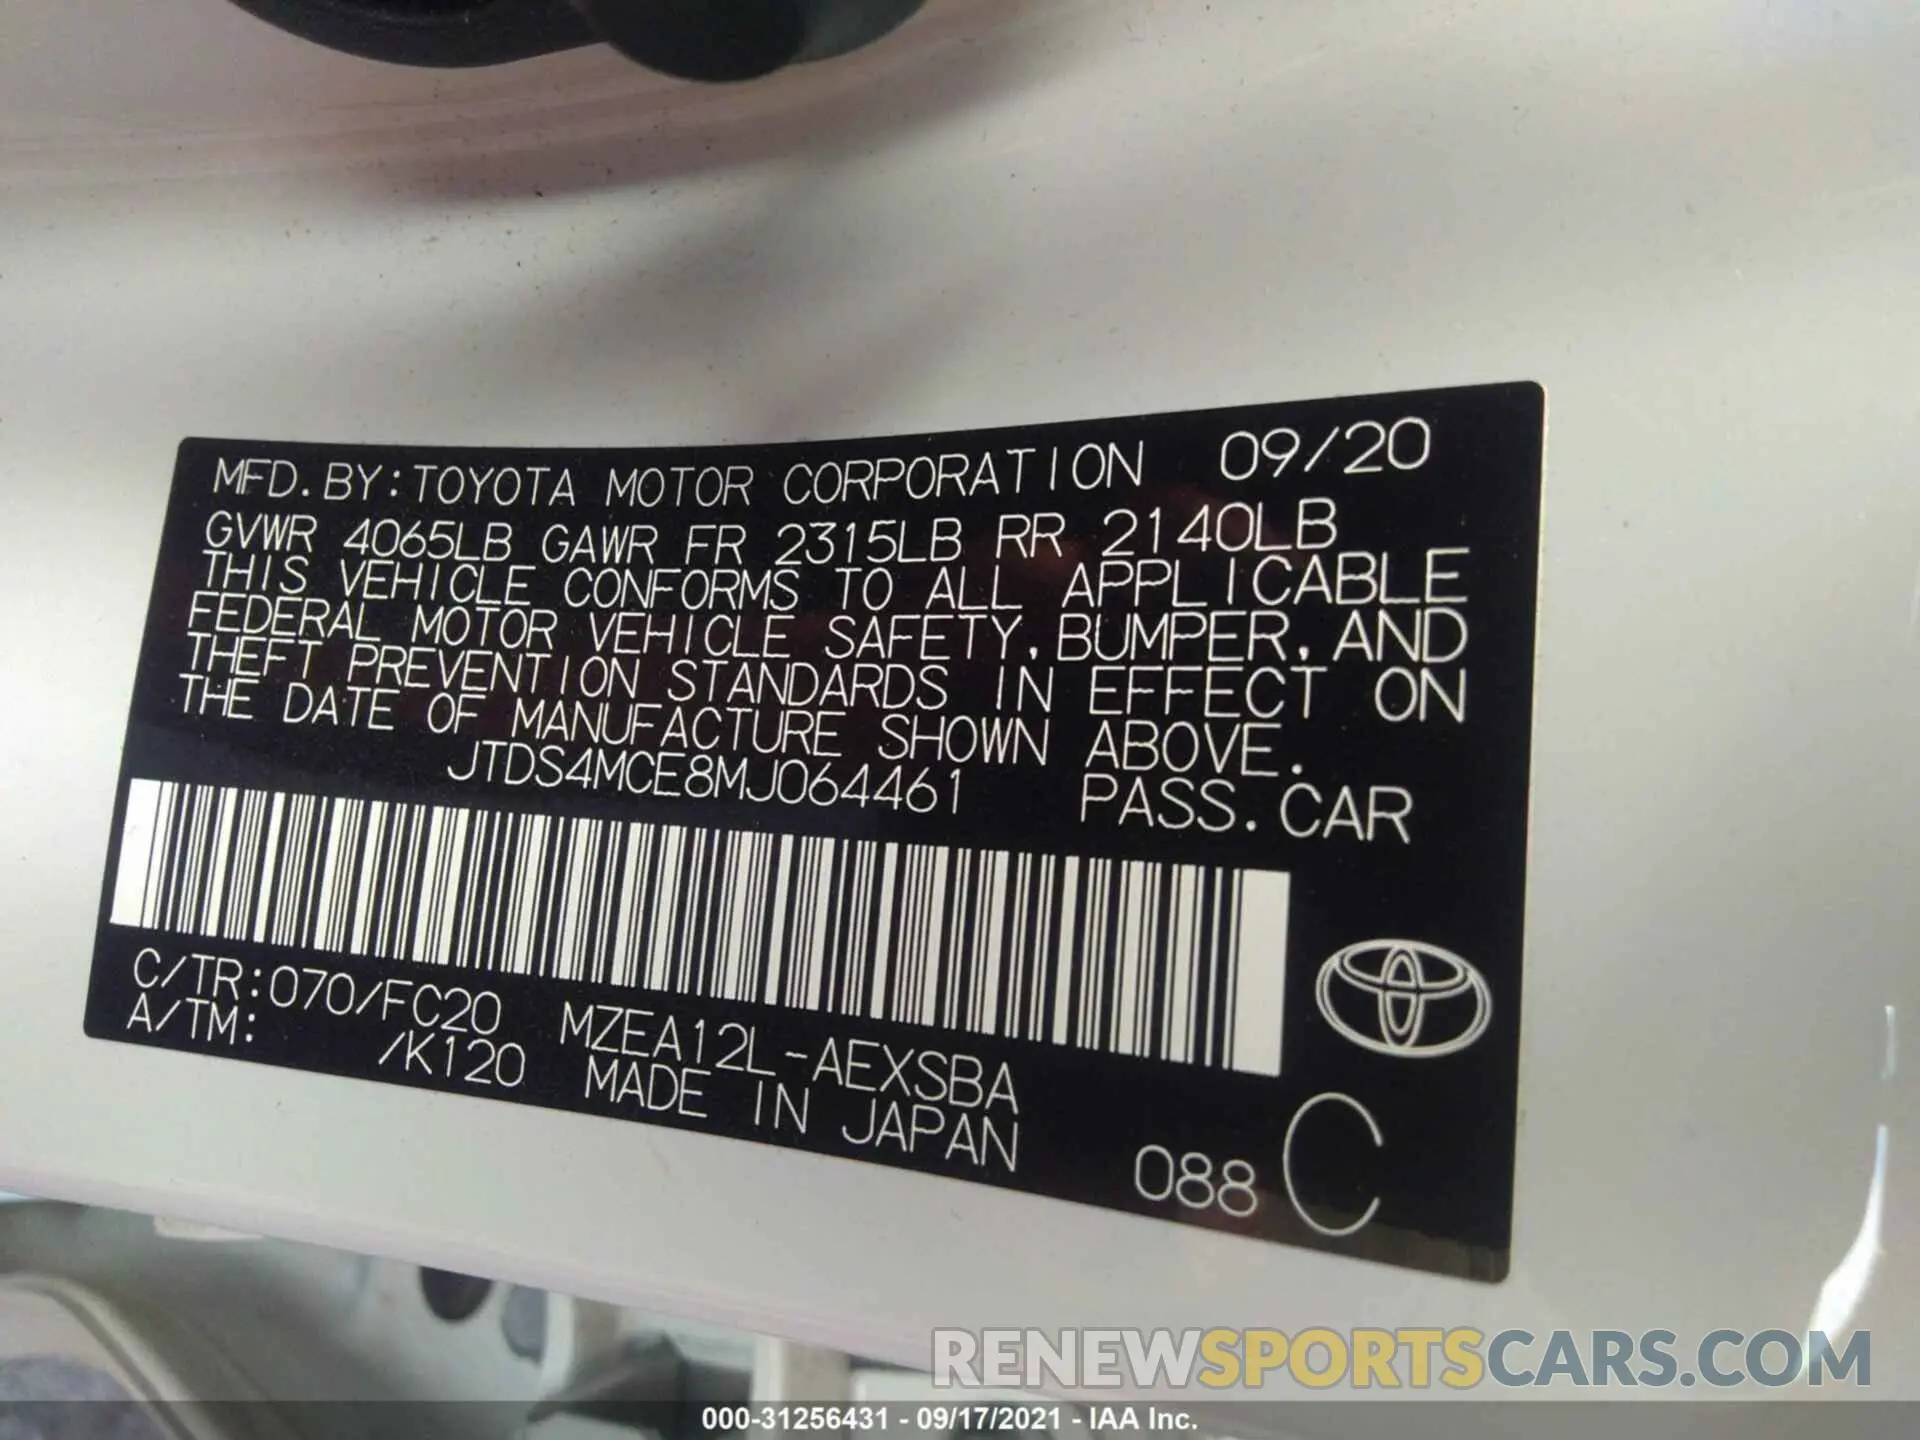 MFD. BY: TOYOTA MOTOR CORPORATION 09/20
GVWR 4065LB GAWR FR 2315LB RR 2140LB
THIS VEHICLE CONFORMS TO ALL APPLICABLE
FEDERAL MOTOR VEHICLE SAFETY, BUMPER, AND
THEFT PREVENTION STANDARDS IN EFFECT ON
THE DATE OF MANUFACTURE SHOWN ABOVE.
JTDS4MCE8MJ064461 PASS. CAR
C/TR: 070/FC20 MZEA12L-AEXSBA
A/TM: /K120 MADE IN JAPAN
088 C
RENEWSPORTSCARS.COM
000-31256431 - 09/17/2021 - IAA Inc.